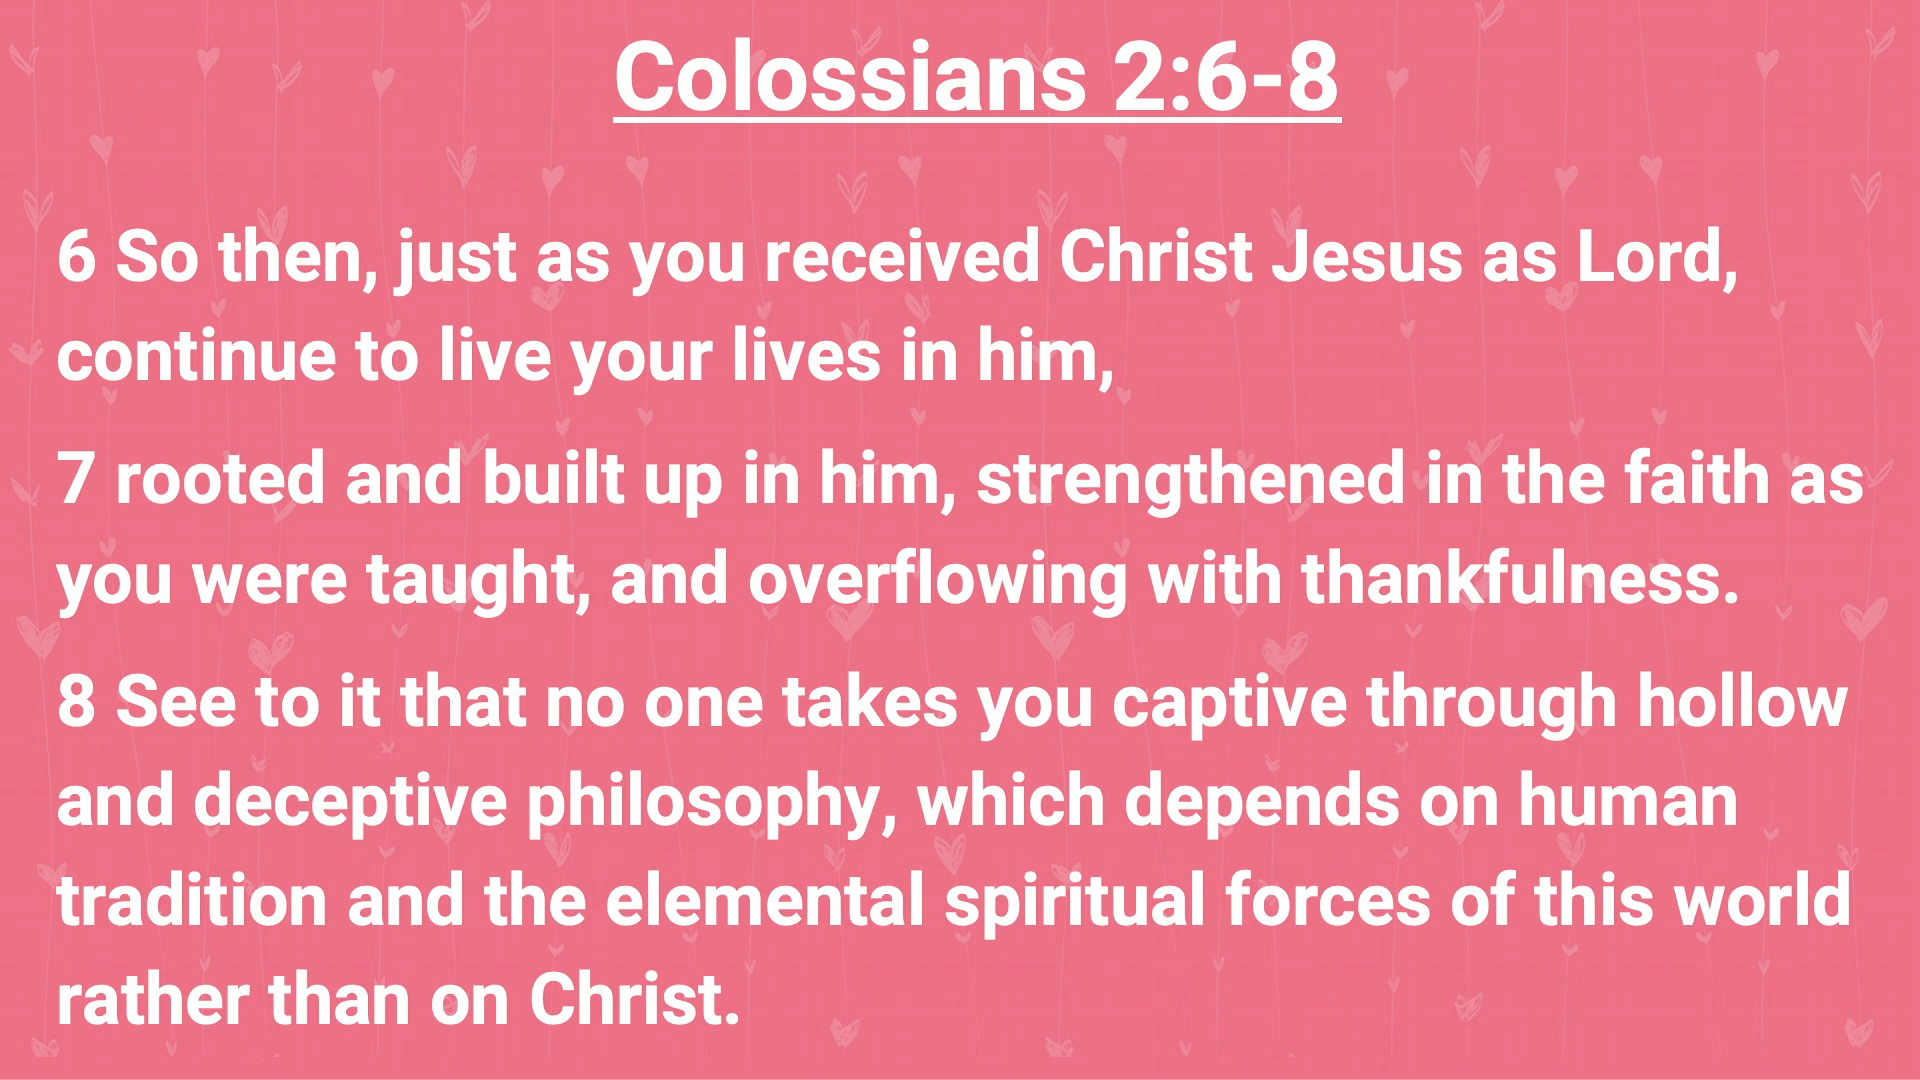 Colossians 2:6-8
6 So then, just as you received Christ Jesus as Lord,
continue to live your lives in him,
7 rooted and built up in him, strengthened in the faith as
you were taught, and overflowing with thankfulness.
8 See to it that no one takes you captive through hollow
and deceptive philosophy, which depends on human
tradition and the elemental spiritual forces of this world
rather than on Christ.